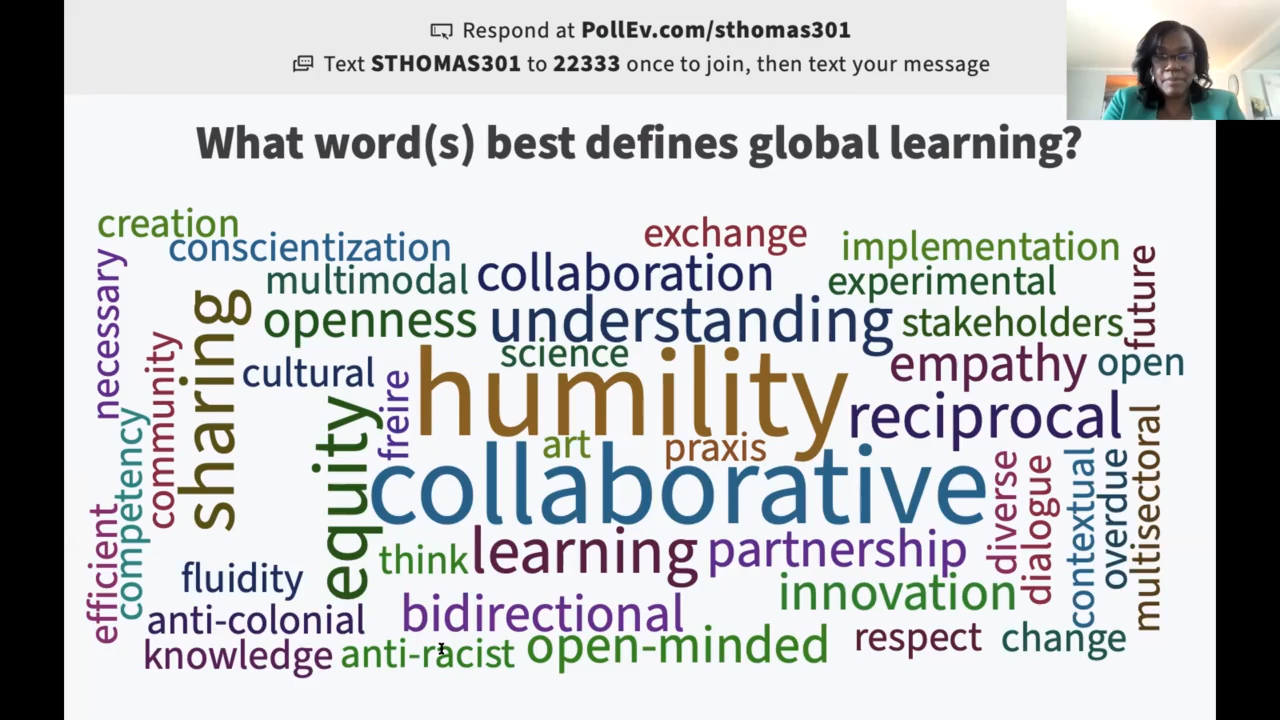 Respond at PollEv.com/sthomas301
Text STHOMAS301 to 22333 once to join, then text your message
What word(s) best defines global learning?
creation
conscientization
exchange
implementation
necessary
multimodal
collaboration
experimental
future
sharing
openness
understanding
stakeholders
community
science
empathy
open
cultural
freire
humility
reciprocal
equity
art
praxis
competency
collaborative
diverse
dialogue
contextual
overdue
multisectoral
efficient
think
learning
partnership
fluidity
innovation
anti-colonial
bidirectional
knowledge
anti-racist
open-minded
respect
change